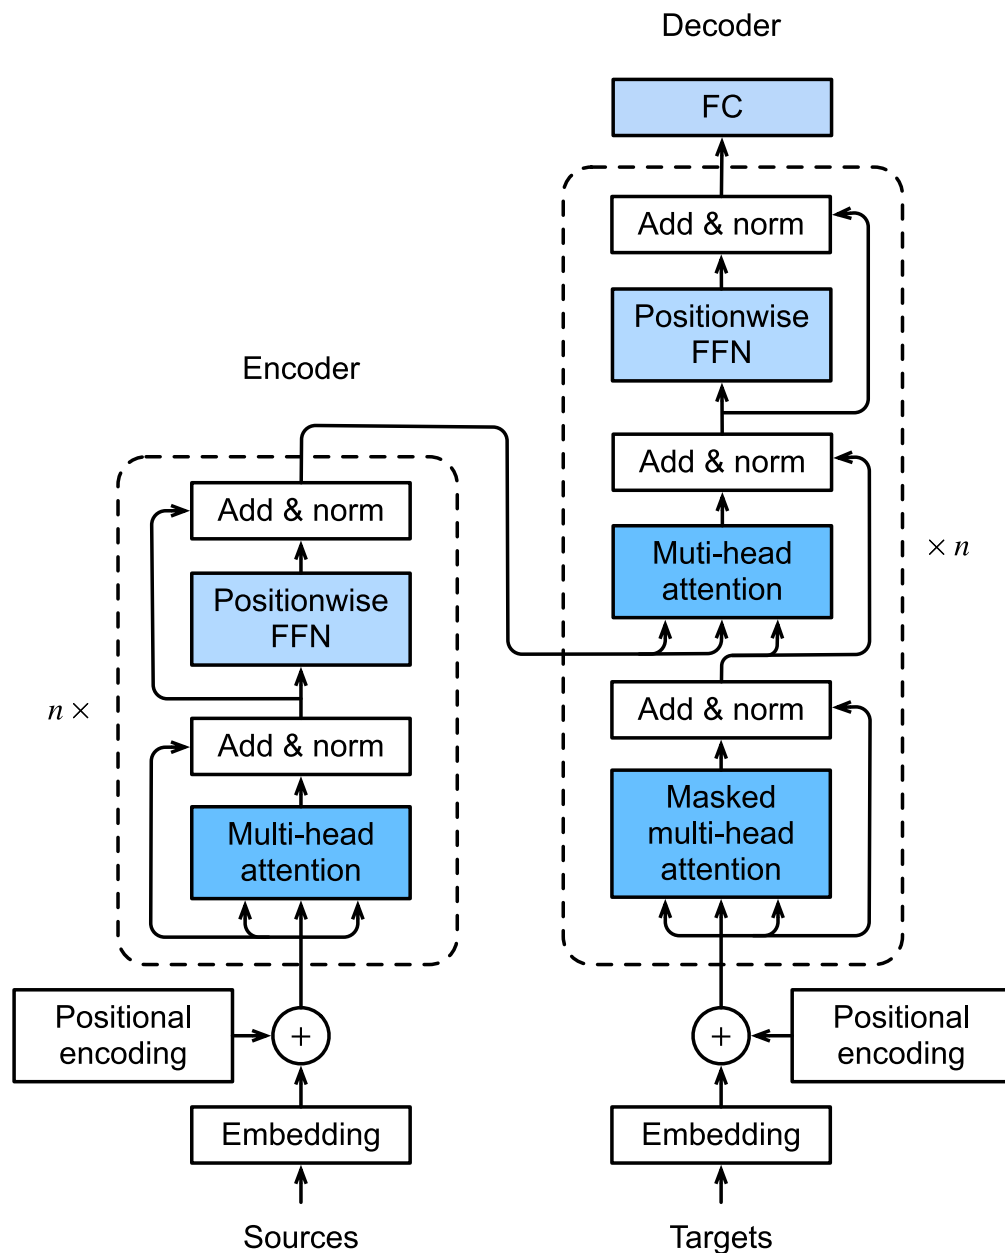 Decoder
FC
Add & norm
Positionwise
FFN
Add & norm
Muti-head
attention
× n
Add & norm
Masked
multi-head
attention
Positional
encoding
+
Embedding
Targets
Encoder
Add & norm
Positionwise
FFN
n ×
Add & norm
Multi-head
attention
Positional
encoding
+
Embedding
Sources